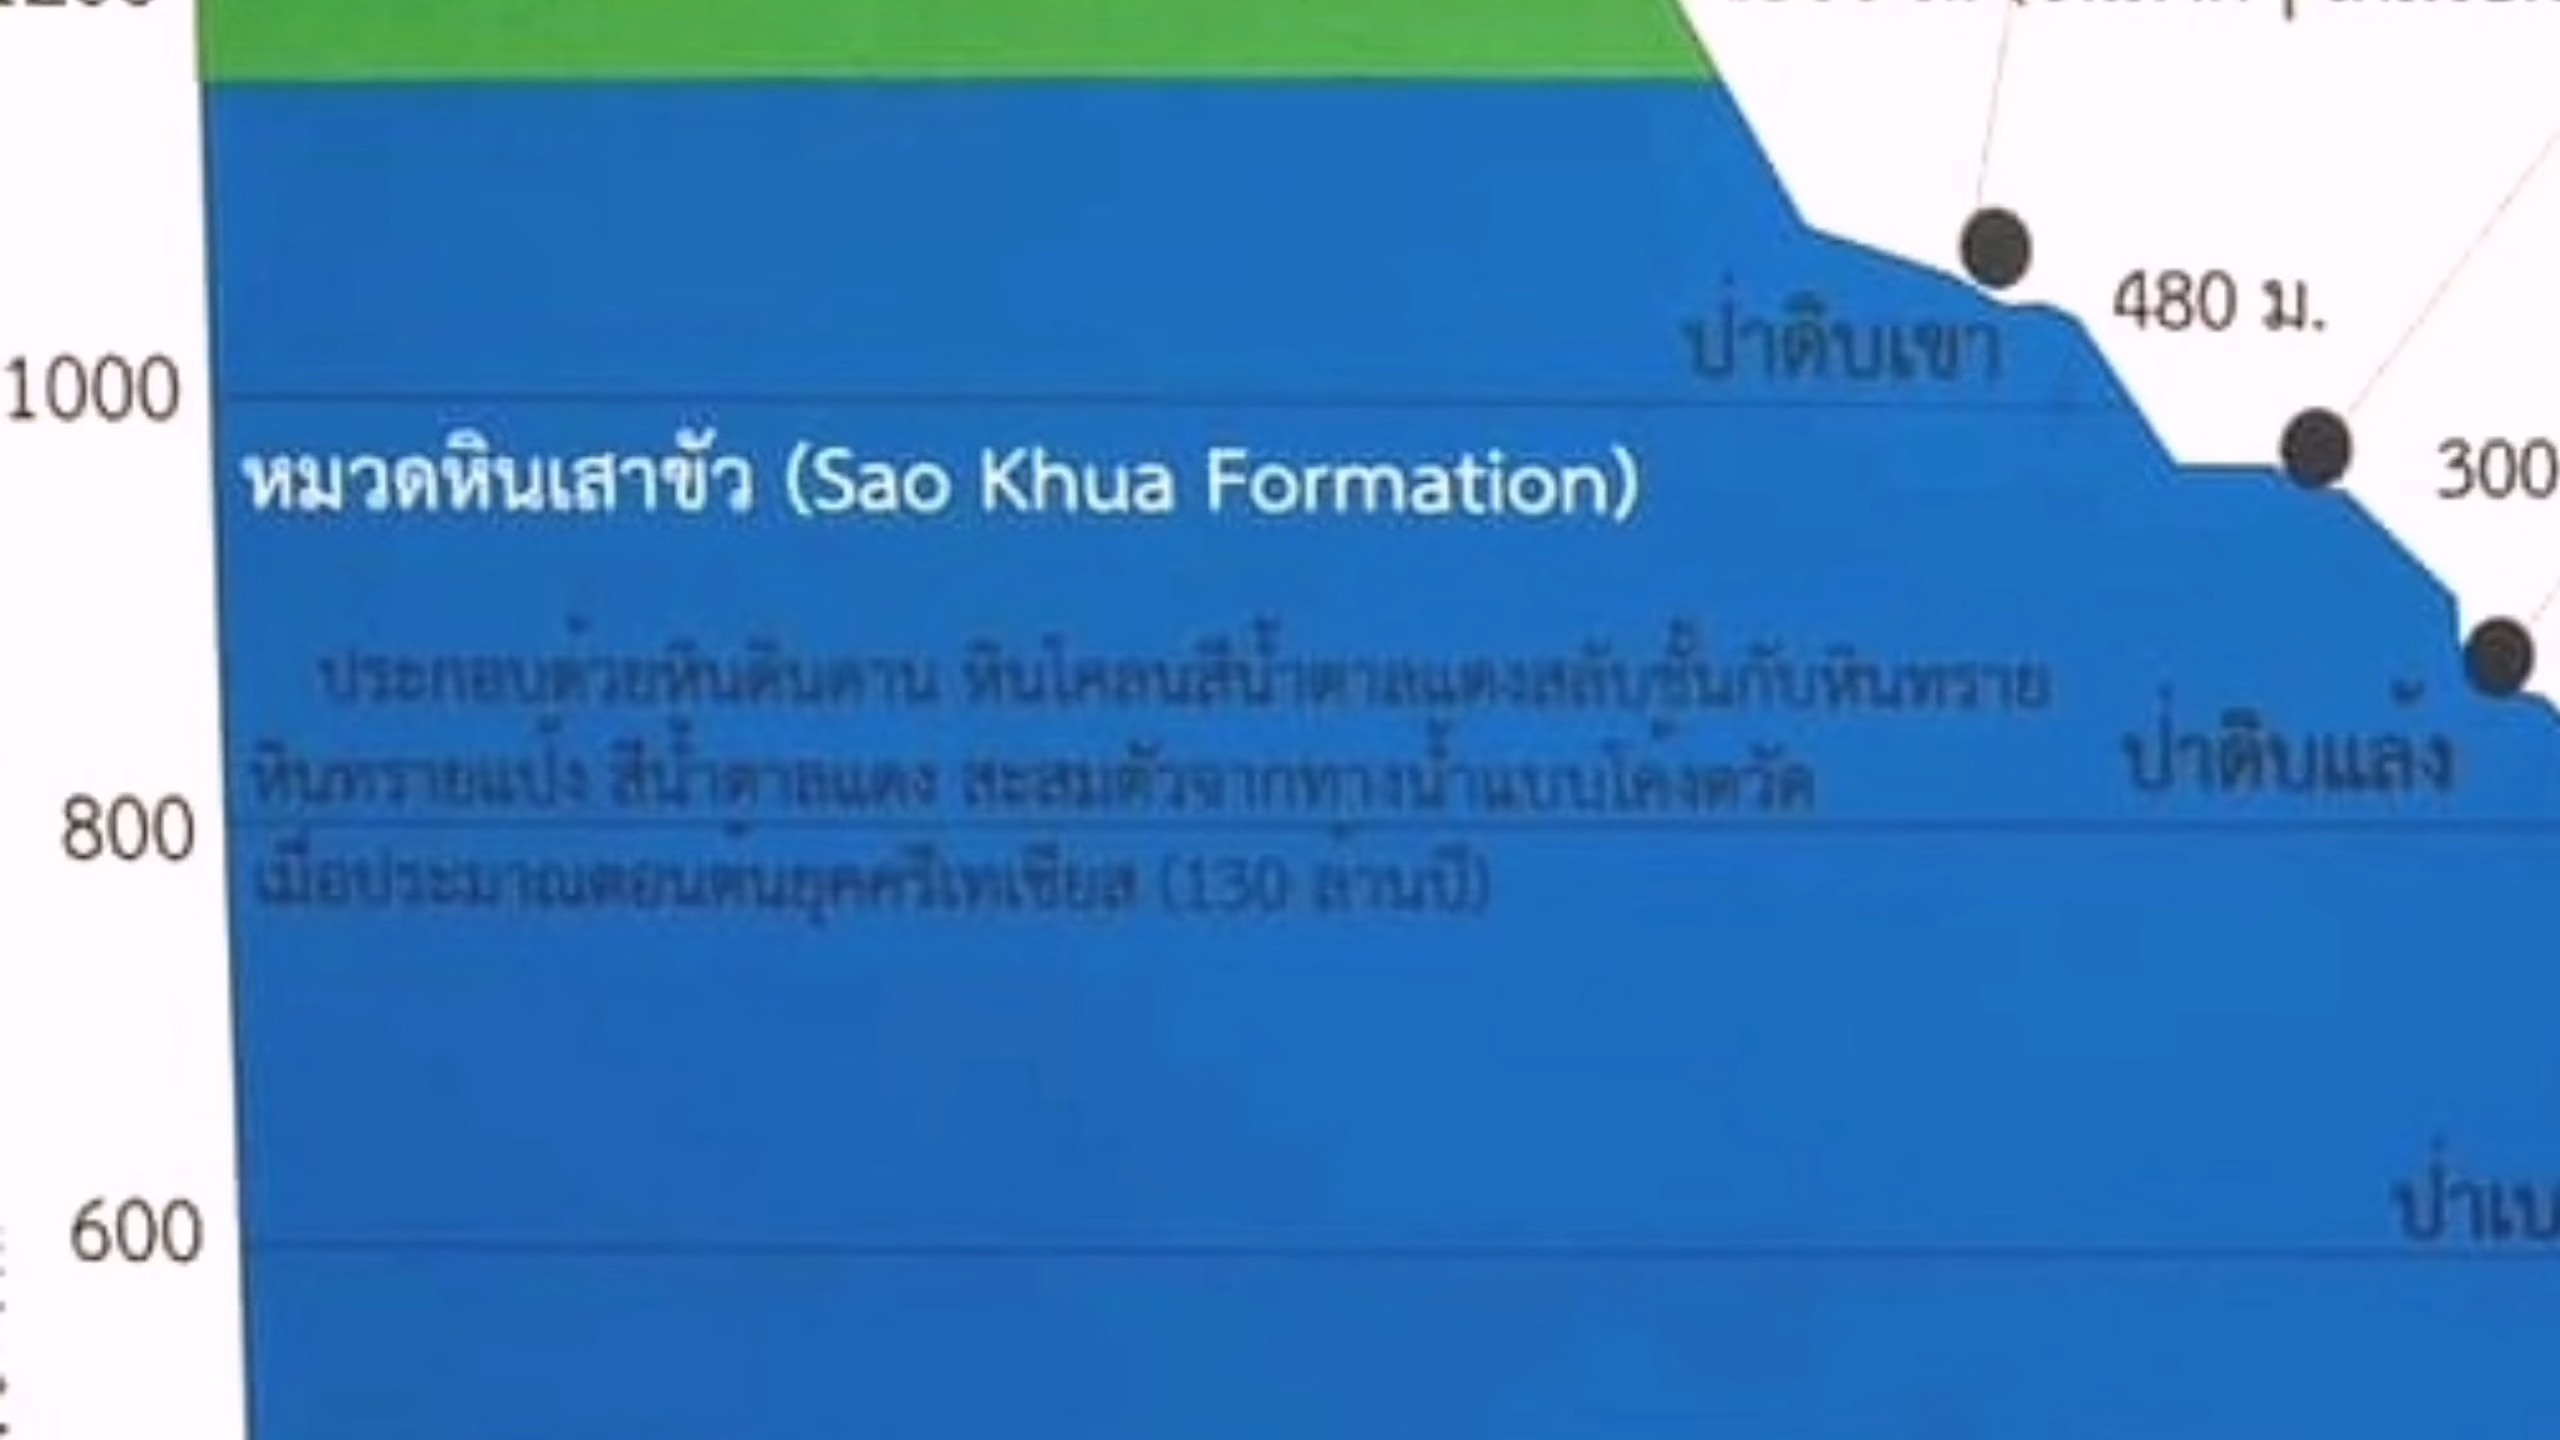 480 ม.
ป่าดิบเขา
1000
300
หมวดหินเสาขัว (Sao Khua Formation)
ประกอบด้วยหินดินดาน หินโคลนสีน้ำตาลแดงสลับชั้นกับหินทราย
หินทรายแป้ง สีน้ำตาลแดง สะสมตัวจากทางน้ำแบบโค้งตวัด
ป่าดิบแล้ง
800
เมื่อประมาณตอนต้นยุคครีเทเชียส (130 ล้านปี)
600